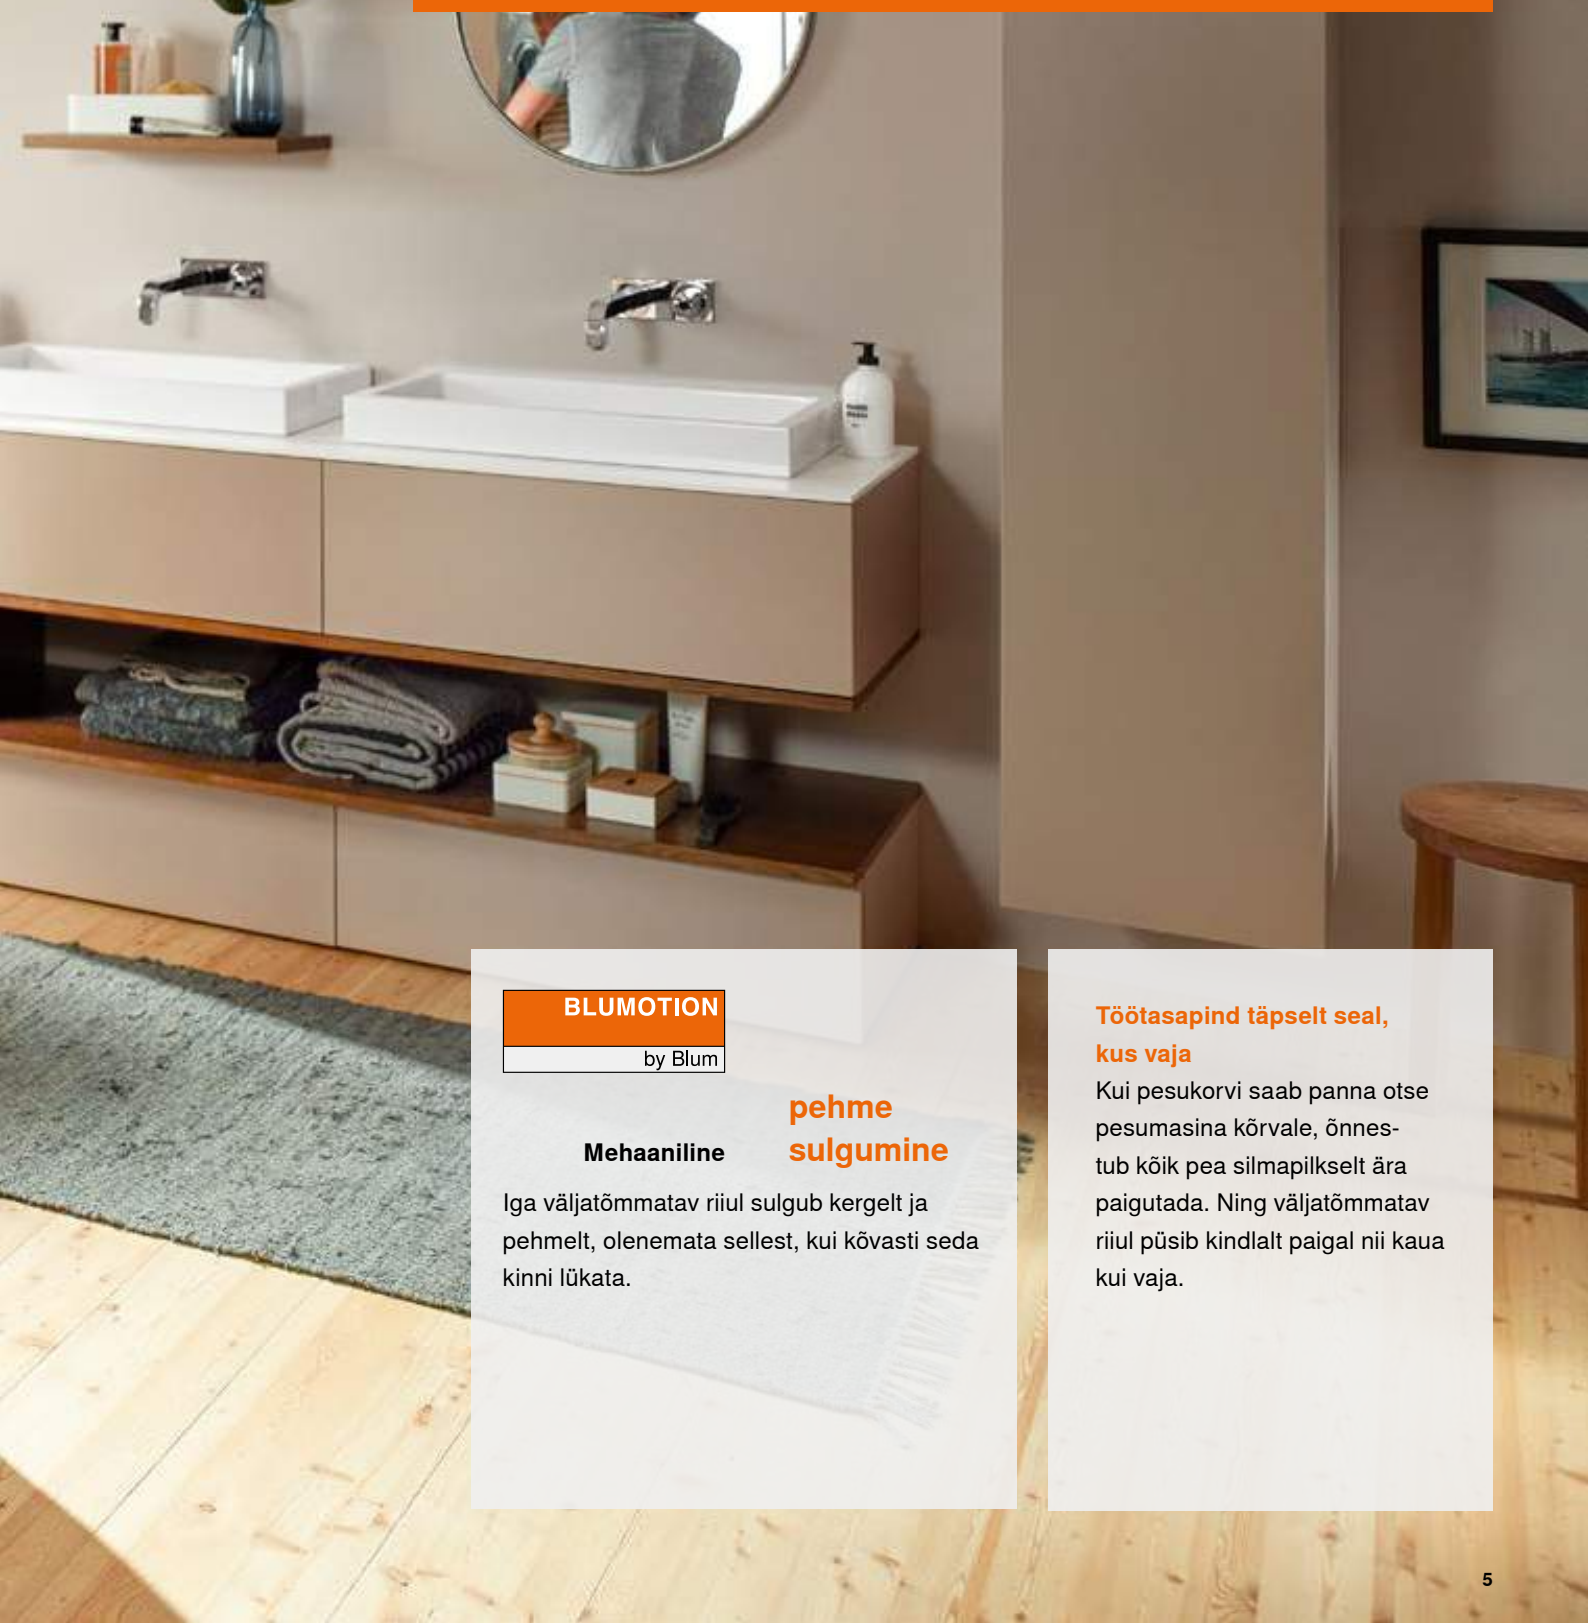 BLUMOTION
by Blum
Mehaaniline
pehme
sulgumine
Iga väljatõmmatav riiul sulgub kergelt ja
pehmelt, olenemata sellest, kui kõvasti seda
kinni lükata.
Töötasapind täpselt seal,
kus vaja
Kui pesukorvi saab panna otse
pesumasina kõrvale, õnnes-
tub kõik pea silmapilkselt ära
paigutada. Ning väljatõmmatav
riiul püsib kindlalt paigal nii kaua
kui vaja.
5